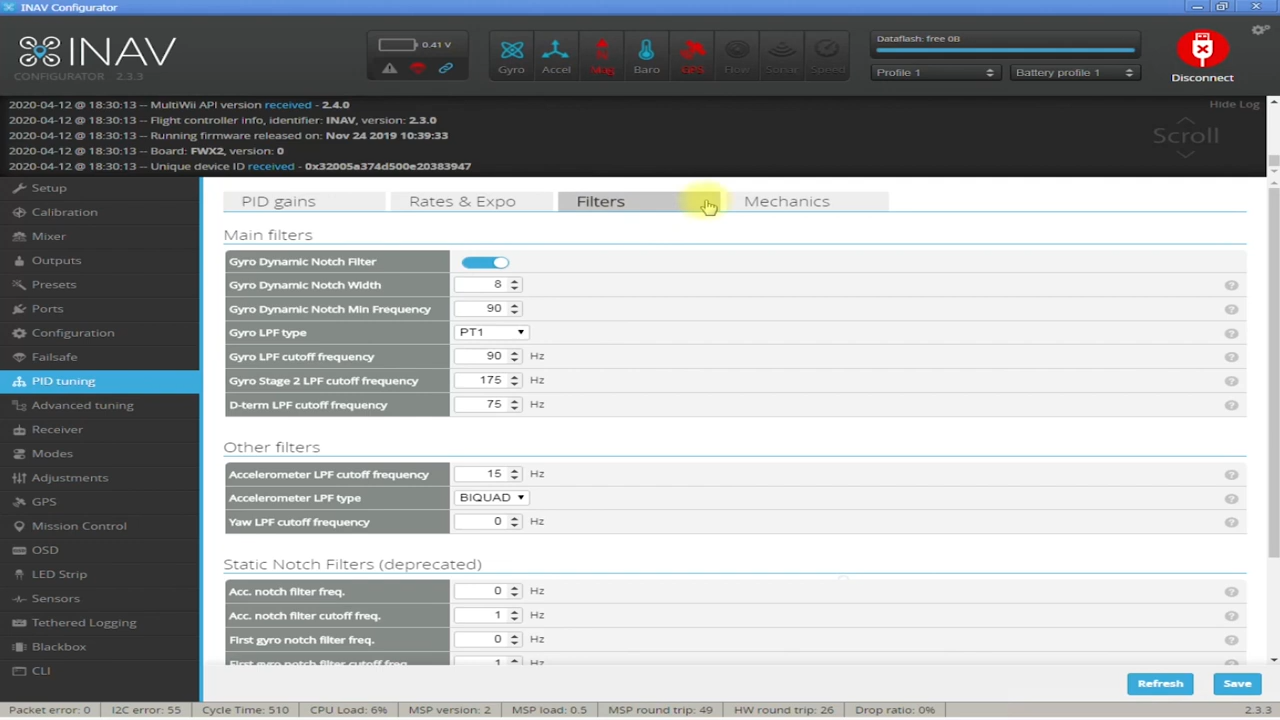 INAV Configurator
INAV
CONFIGURATOR 2.3.3
0.41 V
Gyro
Accel
Mag
Baro
GPS
Flow
Sonar
Speed
Dataflash: free 0B
Profile 1
Battery profile 1
Disconnect
Hide Log
Scroll
2020-04-12 @ 18:30:13 -- MultiWii API version received - 2.4.0
2020-04-12 @ 18:30:13 -- Flight controller info, identifier: INAV, version: 2.3.0
2020-04-12 @ 18:30:13 -- Running firmware released on: Nov 24 2019 10:39:33
2020-04-12 @ 18:30:13 -- Board: FWX2, version: 0
2020-04-12 @ 18:30:13 -- Unique device ID received - 0x32005a374d500e20383947
Setup
Calibration
Mixer
Outputs
Presets
Ports
Configuration
Failsafe
PID tuning
Advanced tuning
Receiver
Modes
Adjustments
GPS
Mission Control
OSD
LED Strip
Sensors
Tethered Logging
Blackbox
CLI
PID gains
Rates & Expo
Filters
Mechanics
Main filters
Gyro Dynamic Notch Filter
Gyro Dynamic Notch Width 8
Gyro Dynamic Notch Min Frequency 90
Gyro LPF type PT1
Gyro LPF cutoff frequency 90 Hz
Gyro Stage 2 LPF cutoff frequency 175 Hz
D-term LPF cutoff frequency 75 Hz
Other filters
Accelerometer LPF cutoff frequency 15 Hz
Accelerometer LPF type BIQUAD
Yaw LPF cutoff frequency 0 Hz
Static Notch Filters (deprecated)
Acc. notch filter freq. 0 Hz
Acc. notch filter cutoff freq. 1 Hz
First gyro notch filter freq. 0 Hz
First gyro notch filter cutoff freq. 1 Hz
Refresh
Save
Packet error: 0
I2C error: 55
Cycle Time: 510
CPU Load: 6%
MSP version: 2
MSP load: 0.5
MSP round trip: 49
HW round trip: 26
Drop ratio: 0%
2.3.3